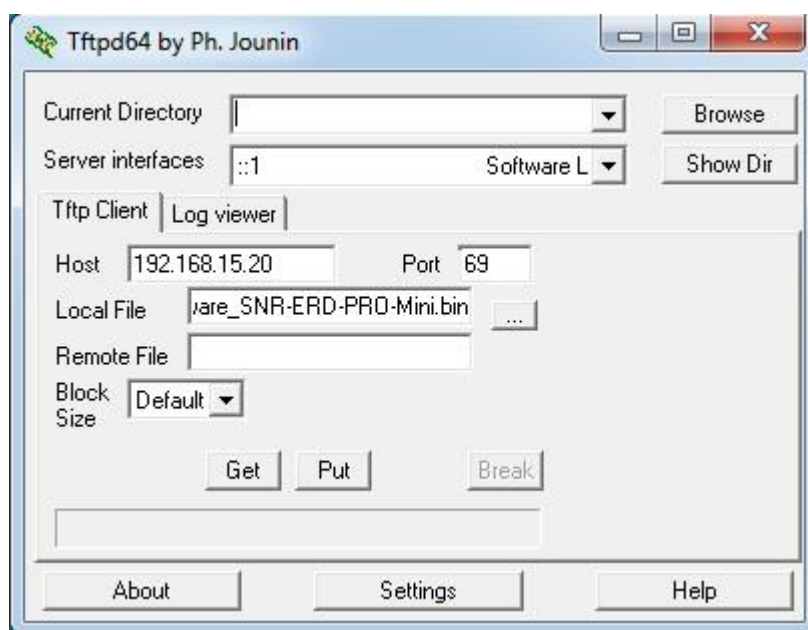 Tftpd64 by Ph. Jounin
Current Directory Browse
Server interfaces ::1 Software L Show Dir
Tftp Client Log viewer
Host 192.168.15.20 Port 69
Local File are_SNR-ERD-PRO-Mini.bin ...
Remote File
Block Size Default
Get Put Break
About Settings Help